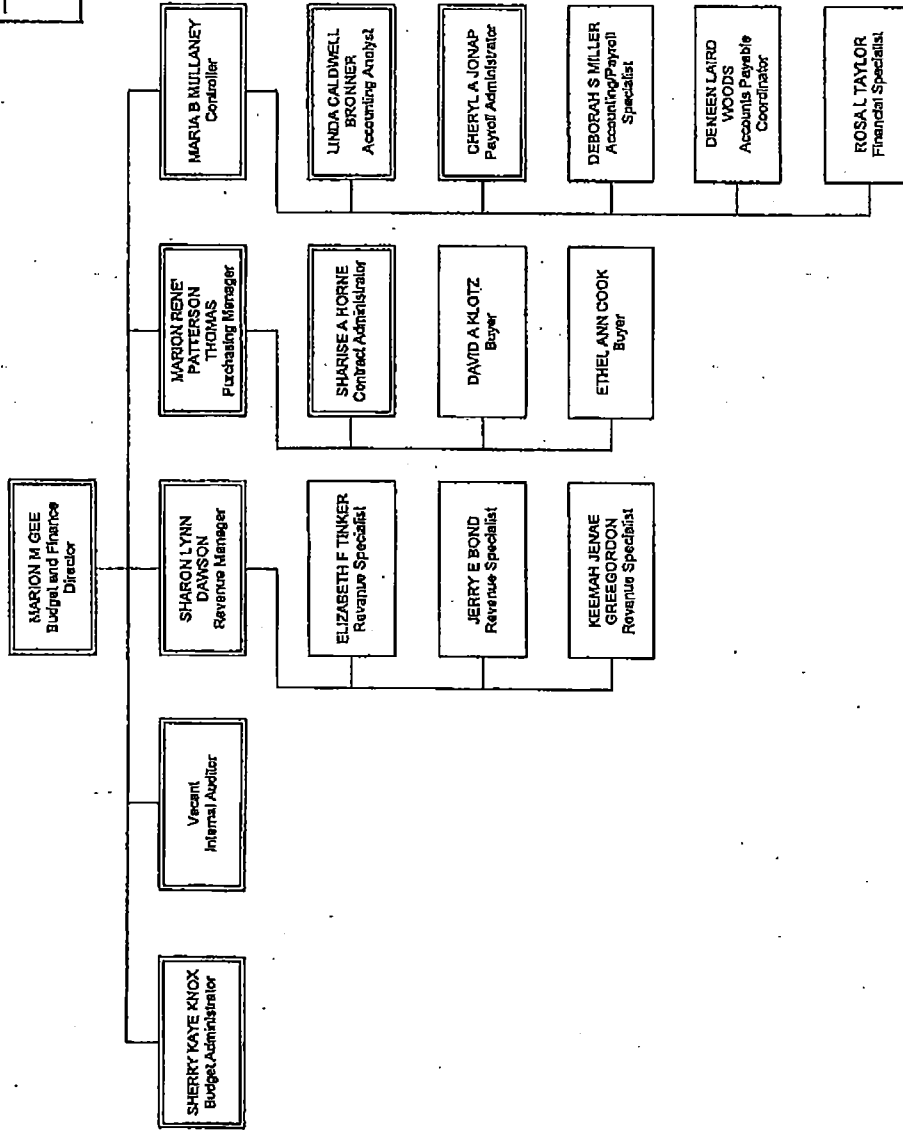 MARION M GEE
Budget and Finance
Director
SHERRY KAYE KNOX
Budget Administrator
Vacant
Internal Auditor
SHARON LYNN
DAWSON
Revenue Manager
MARION RENE'
PATTERSON
THOMAS
Purchasing Manager
MARIA B MULLANEY
Controller
ELIZABETH F TINKER
Revenue Specialist
JERRY E BOND
Revenue Specialist
KEEMAH JENAE
GREEGORDON
Revenue Specialist
SHARISE A HORNE
Contract Administrator
DAVID A KLOTZ
Buyer
ETHEL ANN COOK
Buyer
LINDA CALDWELL
BRONNER
Accounting Analyst
CHERYL A JONAP
Payroll Administrator
DEBORAH S MILLER
Accounting/Payroll
Specialist
DENEEN LAIRD
WOODS
Accounts Payable
Coordinator
ROSA L TAYLOR
Financial Specialist